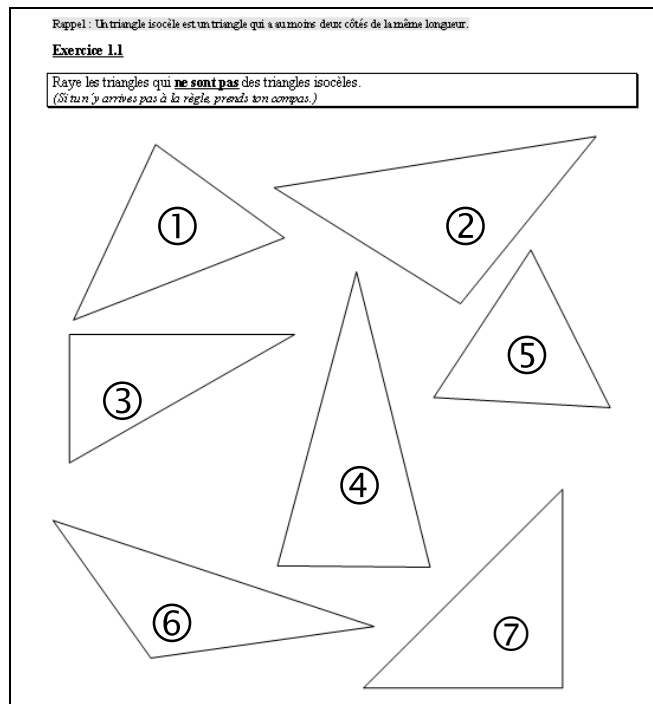 Rappel : Un triangle isocèle est un triangle qui a au moins deux côtés de la même longueur.
Exercice 1.1
Raye les triangles qui ne sont pas des triangles isocèles.
(Si tu n'y arrives pas à la règle, prends ton compas.)
①
②
⑤
③
④
⑥
⑦